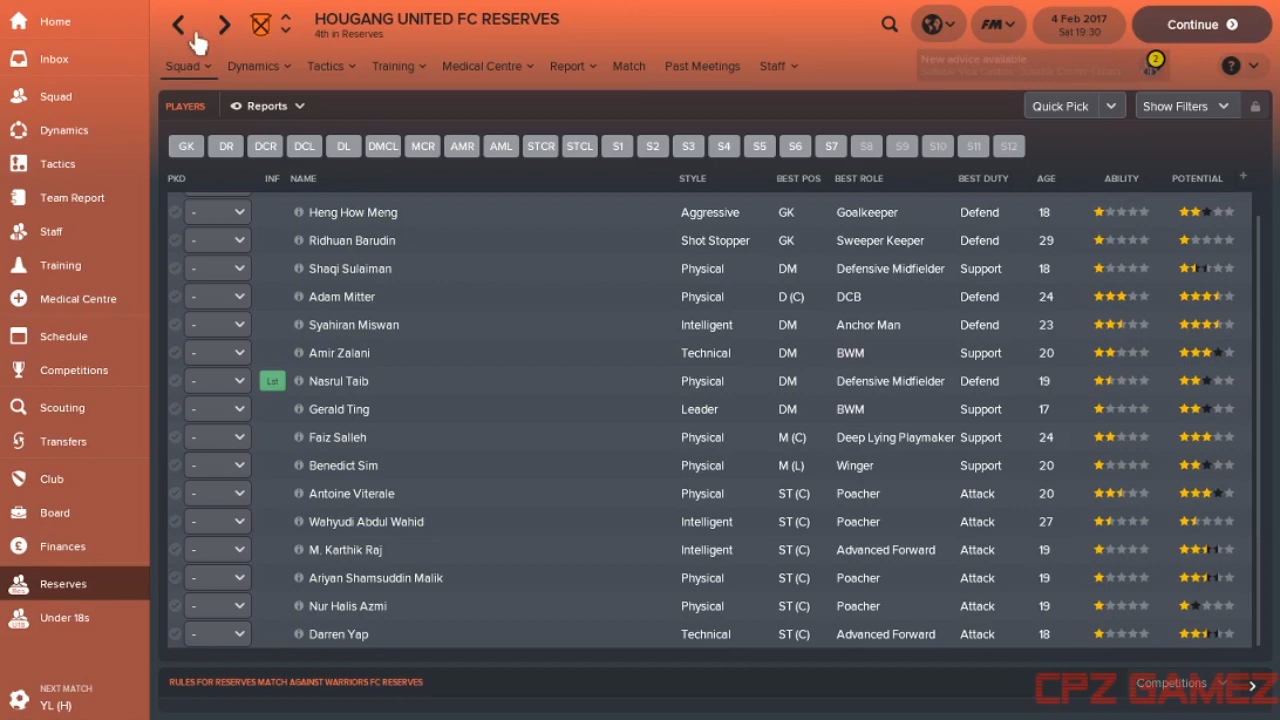 Home
Inbox
Squad
Dynamics
Tactics
Team Report
Staff
Training
Medical Centre
Schedule
Competitions
Scouting
Transfers
Club
Board
Finances
Reserves
Under 18s
NEXT MATCH
YL (H)
HOUGANG UNITED FC RESERVES
4th in Reserves
FM
4 Feb 2017
Sat 19:30
Continue
Squad Dynamics Tactics Training Medical Centre Report Match Past Meetings Staff
New advice available
2
?
PLAYERS Reports Quick Pick Show Filters
GK DR DCR DCL DL DMCL MCR AMR AML STCR STCL S1 S2 S3 S4 S5 S6 S7 S8 S9 S10 S11 S12
PKD INF NAME STYLE BEST POS BEST ROLE BEST DUTY AGE ABILITY POTENTIAL +
- Heng How Meng Aggressive GK Goalkeeper Defend 18
- Ridhuan Barudin Shot Stopper GK Sweeper Keeper Defend 29
- Shaqi Sulaiman Physical DM Defensive Midfielder Support 18
- Adam Mitter Physical D (C) DCB Defend 24
- Syahiran Miswan Intelligent DM Anchor Man Defend 23
- Amir Zalani Technical DM BWM Support 20
- Lst Nasrul Taib Physical DM Defensive Midfielder Defend 19
- Gerald Ting Leader DM BWM Support 17
- Faiz Salleh Physical M (C) Deep Lying Playmaker Support 24
- Benedict Sim Physical M (L) Winger Support 20
- Antoine Viterale Physical ST (C) Poacher Attack 20
- Wahyudi Abdul Wahid Intelligent ST (C) Poacher Attack 27
- M. Karthik Raj Intelligent ST (C) Advanced Forward Attack 19
- Ariyan Shamsuddin Malik Physical ST (C) Poacher Attack 19
- Nur Halis Azmi Physical ST (C) Poacher Attack 19
- Darren Yap Technical ST (C) Advanced Forward Attack 18
RULES FOR RESERVES MATCH AGAINST WARRIORS FC RESERVES
Competitions
CPZ GAMEZ